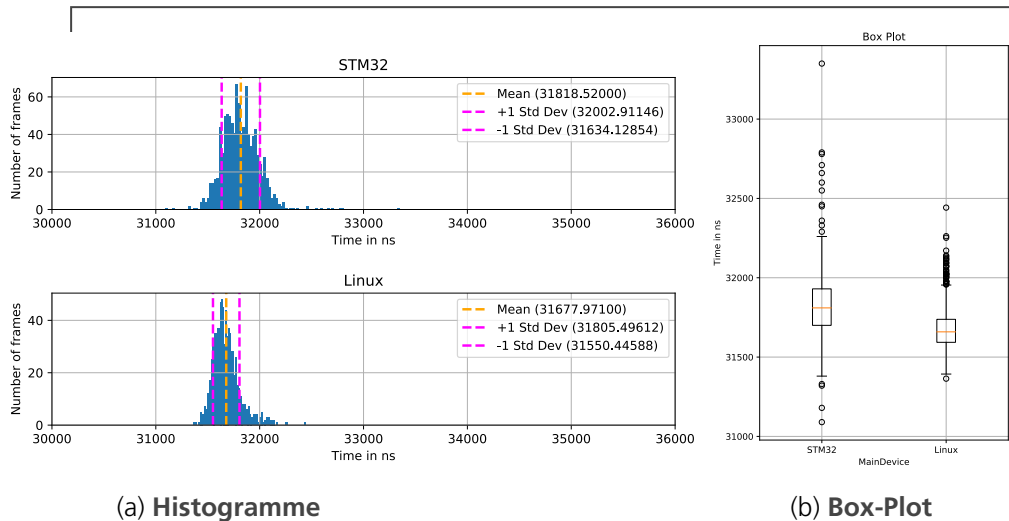 STM32
Number of frames
60
40
20
0
Mean (31818.52000)
+1 Std Dev (32002.91146)
-1 Std Dev (31634.12854)
30000 31000 32000 33000 34000 35000 36000
Time in ns
Linux
Number of frames
40
20
0
Mean (31677.97100)
+1 Std Dev (31805.49612)
-1 Std Dev (31550.44588)
30000 31000 32000 33000 34000 35000 36000
Time in ns
(a) Histogramme
Box Plot
Time in ns
33000
32500
32000
31500
31000
STM32 Linux
MainDevice
(b) Box-Plot